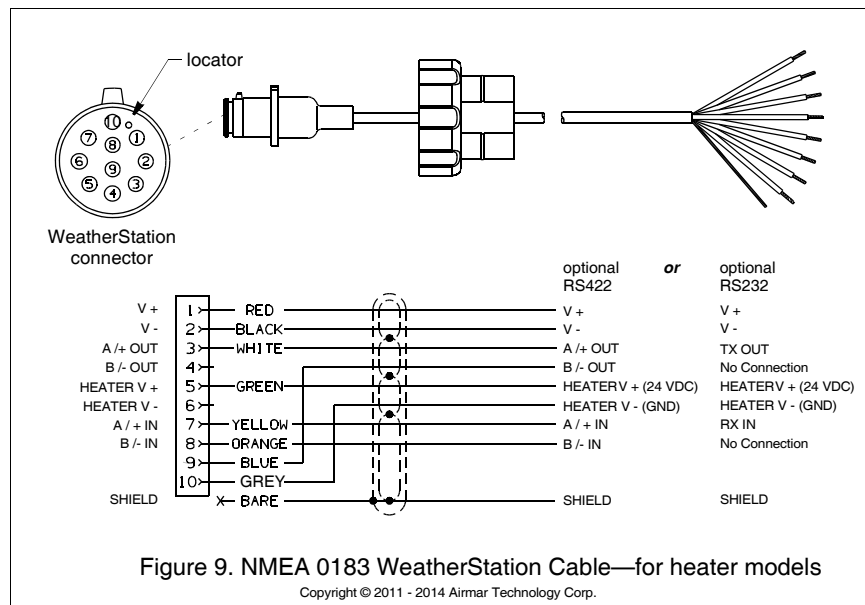 locator
10
7 1
8
6 2
9
5 3
4
WeatherStation
connector
optional or optional
RS422 RS232
V + 1 RED V + V +
V - 2 BLACK V - V -
A /+ OUT 3 WHITE A /+ OUT TX OUT
B /- OUT 4 B /- OUT No Connection
HEATER V + 5 GREEN HEATER V + (24 VDC) HEATER V + (24 VDC)
HEATER V - 6 HEATER V - (GND) HEATER V - (GND)
A / + IN 7 YELLOW A / + IN RX IN
B /- IN 8 ORANGE B /- IN No Connection
9 BLUE
10 GREY
SHIELD X BARE SHIELD SHIELD
Figure 9. NMEA 0183 WeatherStation Cable—for heater models
Copyright © 2011 - 2014 Airmar Technology Corp.